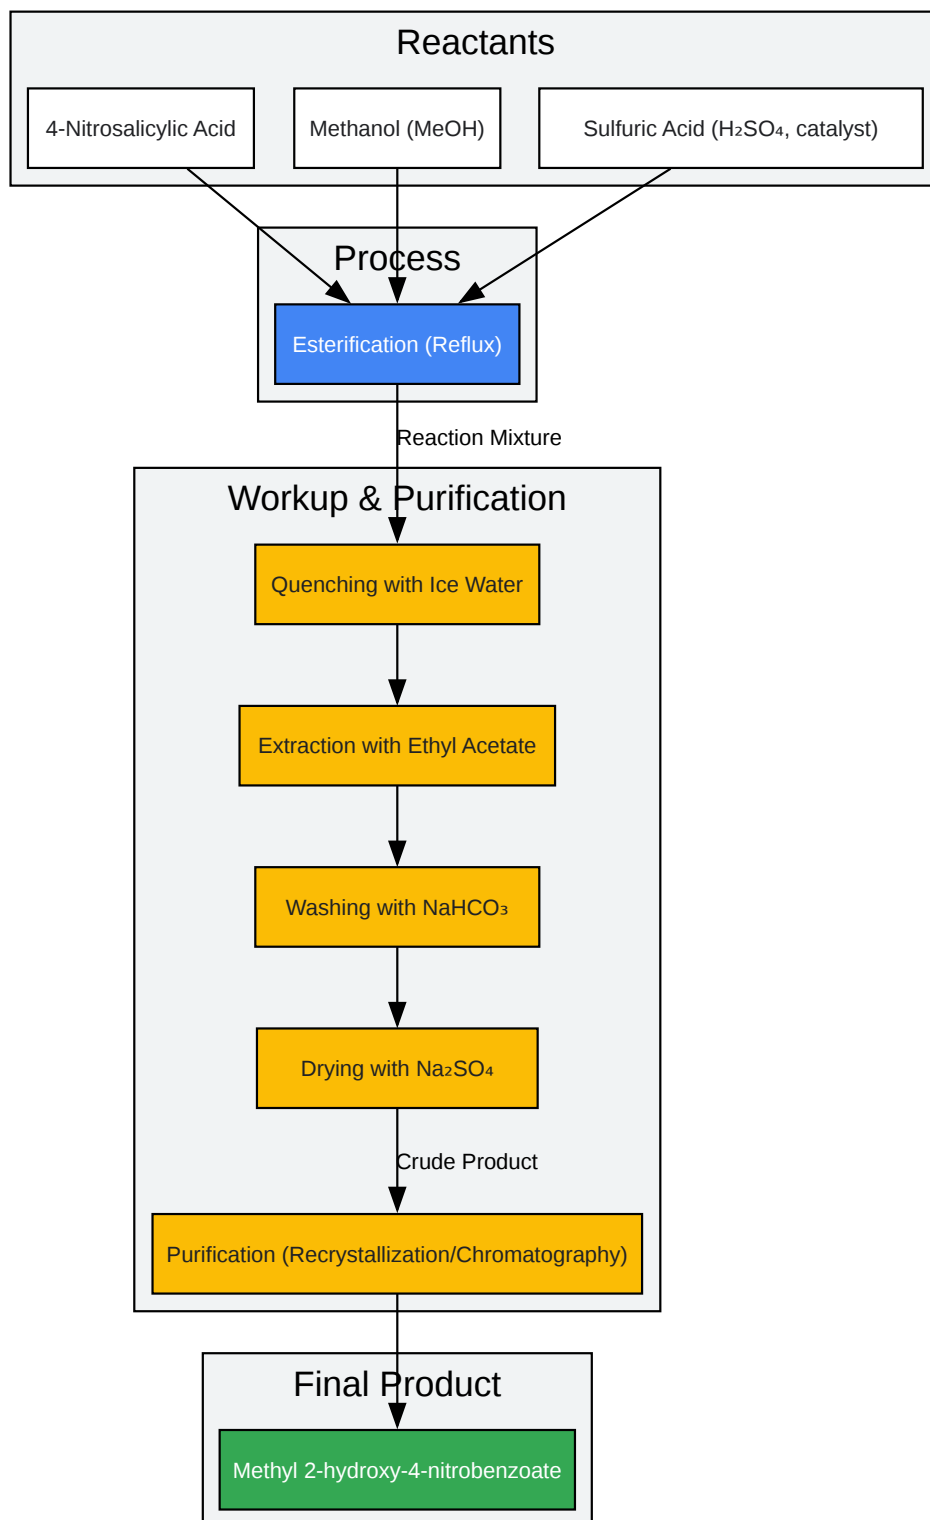 Reactants
4-Nitrosalicylic Acid
Methanol (MeOH)
Sulfuric Acid (H₂SO₄, catalyst)
Process
Esterification (Reflux)
Reaction Mixture
Workup & Purification
Quenching with Ice Water
Extraction with Ethyl Acetate
Washing with NaHCO₃
Drying with Na₂SO₄
Crude Product
Purification (Recrystallization/Chromatography)
Final Product
Methyl 2-hydroxy-4-nitrobenzoate